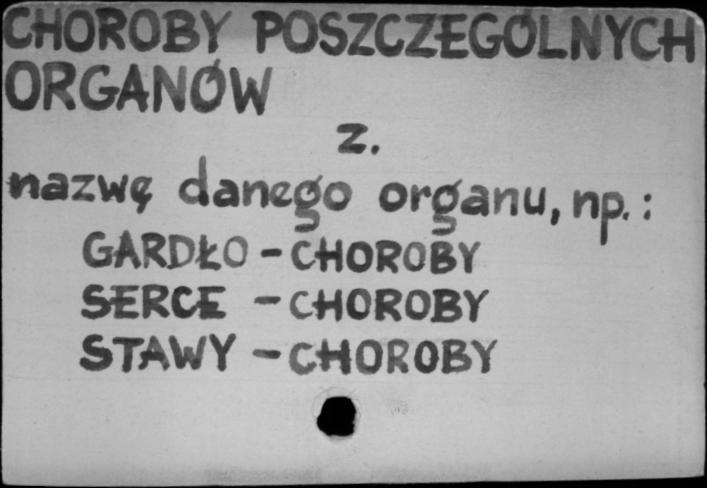 CHOROBY POSZCZEGÓLNYCH
ORGANÓW
z.
nazwę danego organu, np.:
GARDŁO - CHOROBY
SERCE - CHOROBY
STAWY - CHOROBY